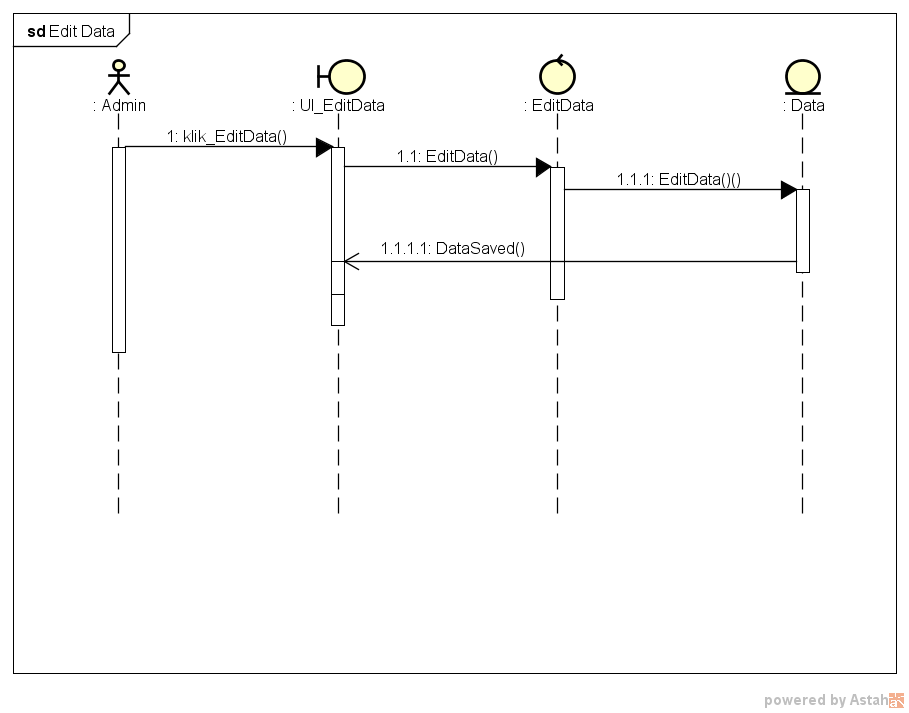 sd Edit Data
: Admin
: UI_EditData
: EditData
: Data
1: klik_EditData()
1.1: EditData()
1.1.1: EditData()()
1.1.1.1: DataSaved()
powered by Astah